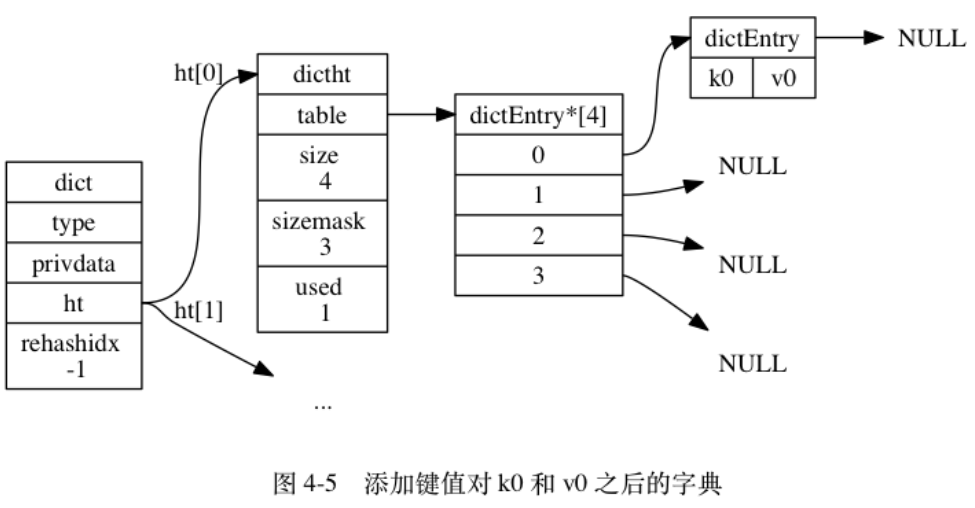 dict
type
privdata
ht
rehashidx
-1
ht[0]
ht[1]
...
dictht
table
size
4
sizemask
3
used
1
dictEntry*[4]
0
1
2
3
dictEntry
k0 v0
NULL
NULL
NULL
NULL
图 4-5 添加键值对 k0 和 v0 之后的字典